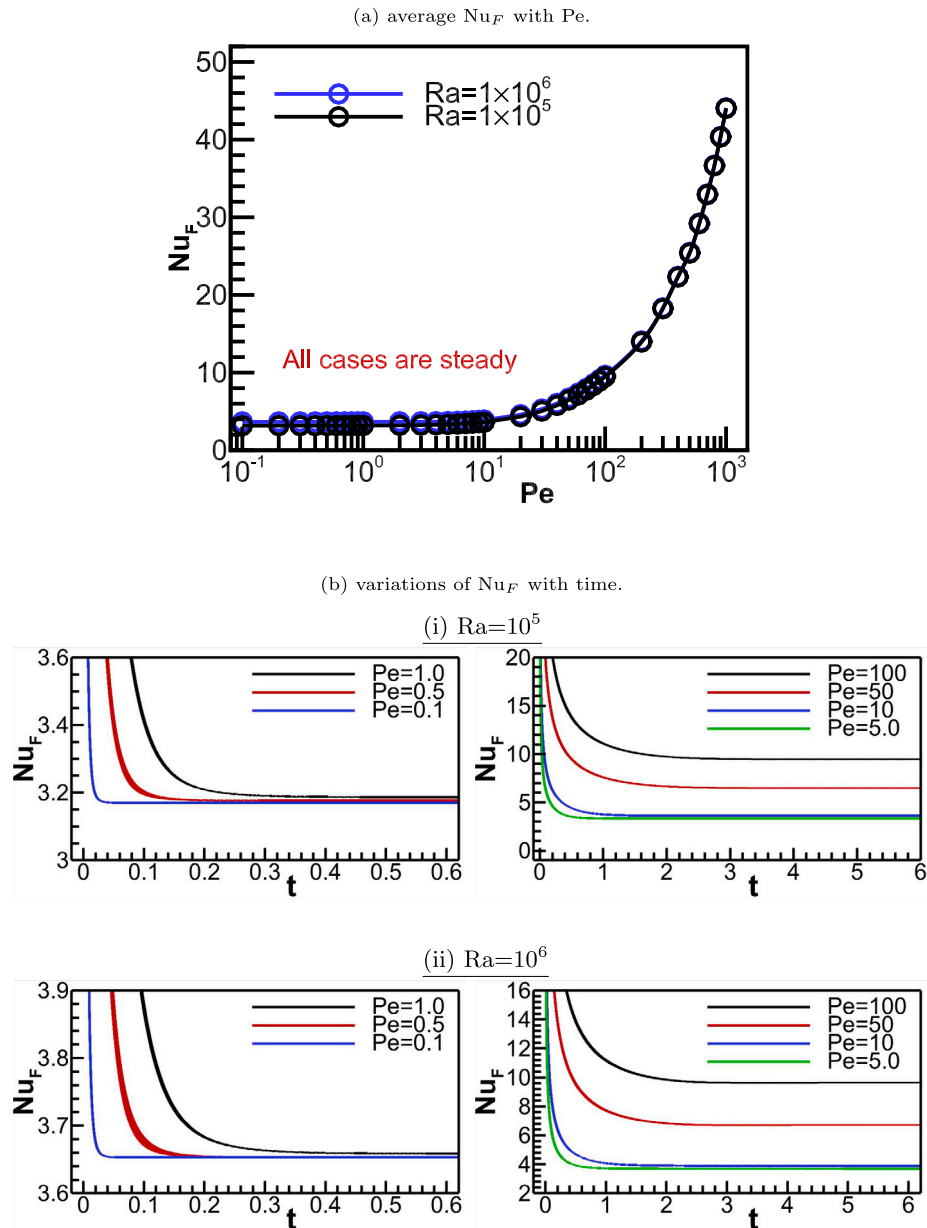 (a) average Nu_F with Pe.
50
40
30
20
10
0
Nu_F
Ra=1×10^6
Ra=1×10^5
All cases are steady
10^-1 10^0 10^1 10^2 10^3
Pe
(b) variations of Nu_F with time.
(i) Ra=10^5
3.6
3.4
3.2
3
Nu_F
Pe=1.0
Pe=0.5
Pe=0.1
0 0.1 0.2 0.3 0.4 0.5 0.6
t
20
15
10
5
0
Nu_F
Pe=100
Pe=50
Pe=10
Pe=5.0
0 1 2 3 4 5 6
t
(ii) Ra=10^6
3.9
3.8
3.7
3.6
Nu_F
Pe=1.0
Pe=0.5
Pe=0.1
0 0.1 0.2 0.3 0.4 0.5 0.6
t
16
14
12
10
8
6
4
2
Nu_F
Pe=100
Pe=50
Pe=10
Pe=5.0
0 1 2 3 4 5 6
t